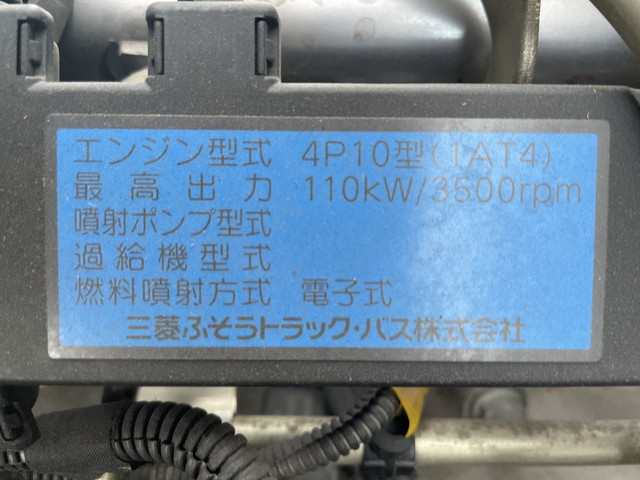 エンジン型式 4P10型(1AT4)
最高出力 110kW/3500rpm
噴射ポンプ型式
過給機型式
燃料噴射方式 電子式
三菱ふそうトラック・バス株式会社